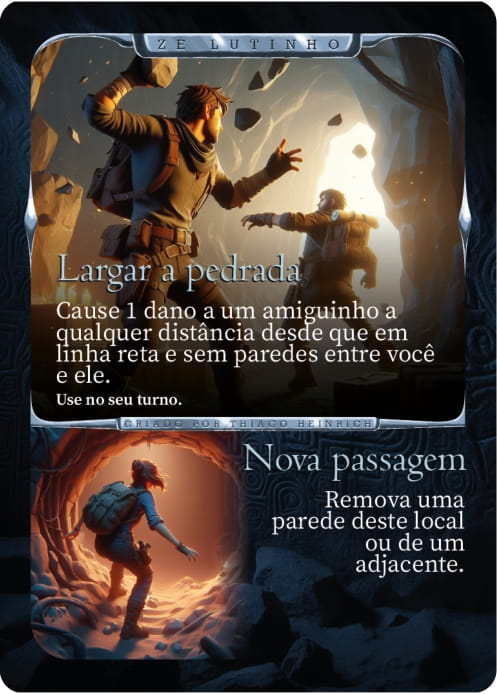 ZÉ LUTINHO
Largar a pedrada
Cause 1 dano a um amiguinho a
qualquer distância desde que em
linha reta e sem paredes entre você
e ele.
Use no seu turno.
CRIADO POR THIAGO HEINRICH
Nova passagem
Remova uma
parede deste local
ou de um
adjacente.